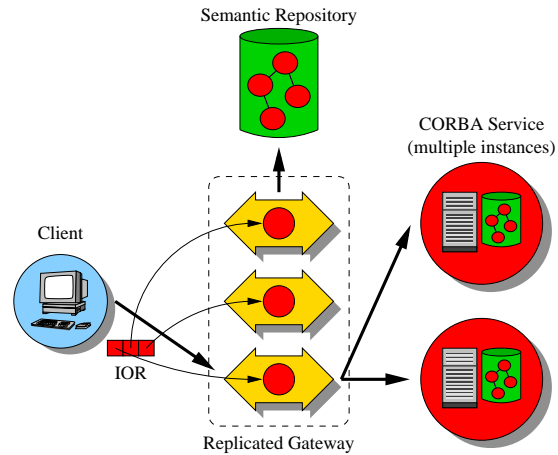 Semantic Repository
CORBA Service
(multiple instances)
Client
IOR
Replicated Gateway